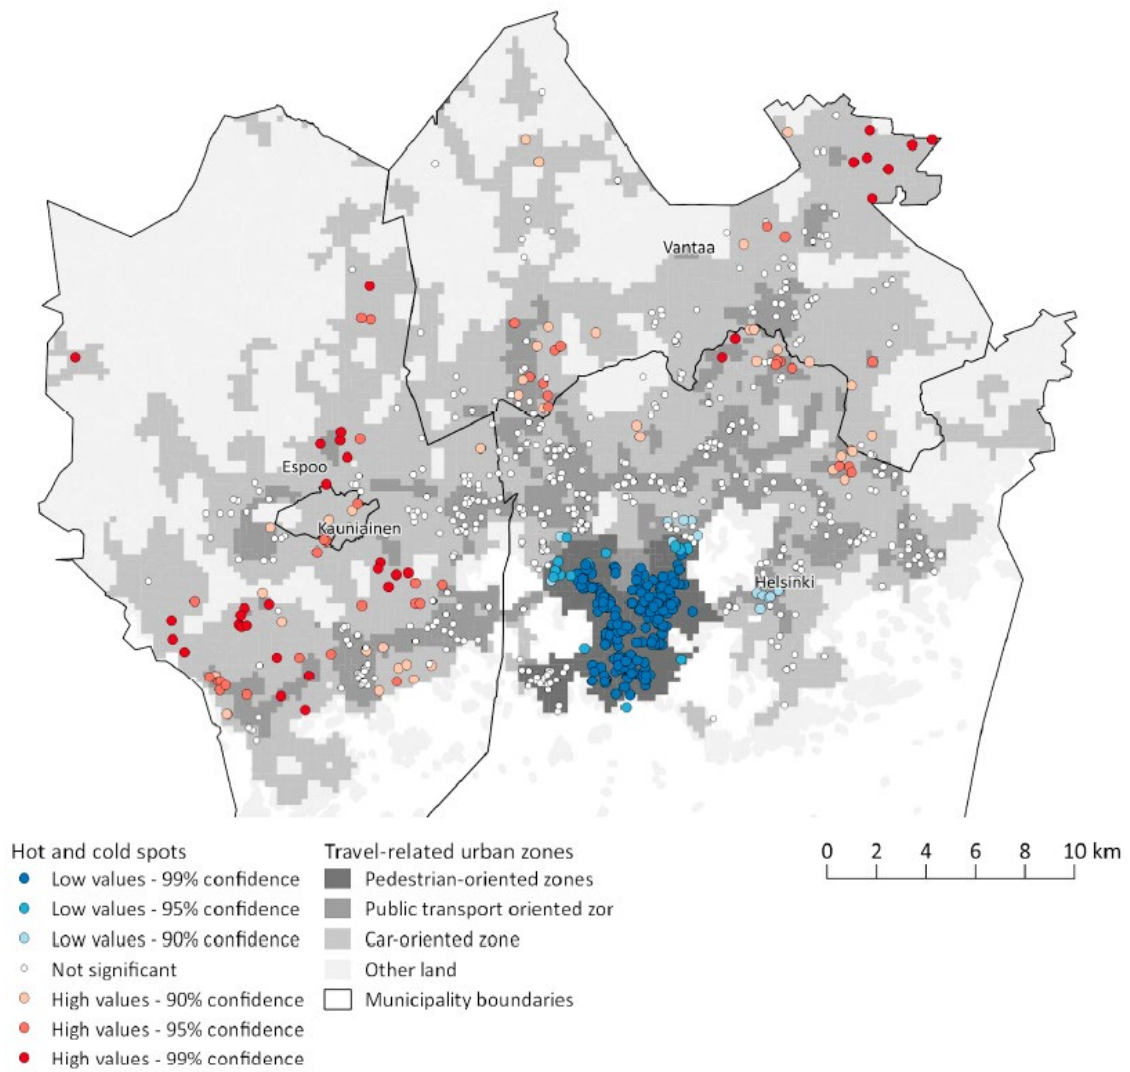 Vantaa
Espoo
Kauniainen
Helsinki
Hot and cold spots
Low values - 99% confidence
Low values - 95% confidence
Low values - 90% confidence
Not significant
High values - 90% confidence
High values - 95% confidence
High values - 99% confidence
Travel-related urban zones
Pedestrian-oriented zones
Public transport oriented zor
Car-oriented zone
Other land
Municipality boundaries
0 2 4 6 8 10 km